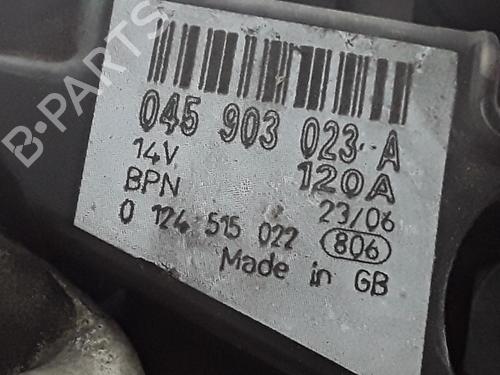 B-PARTS
045 903 023 A
14V 120A
BPN 23/06
0 124 515 022 806
Made in GB